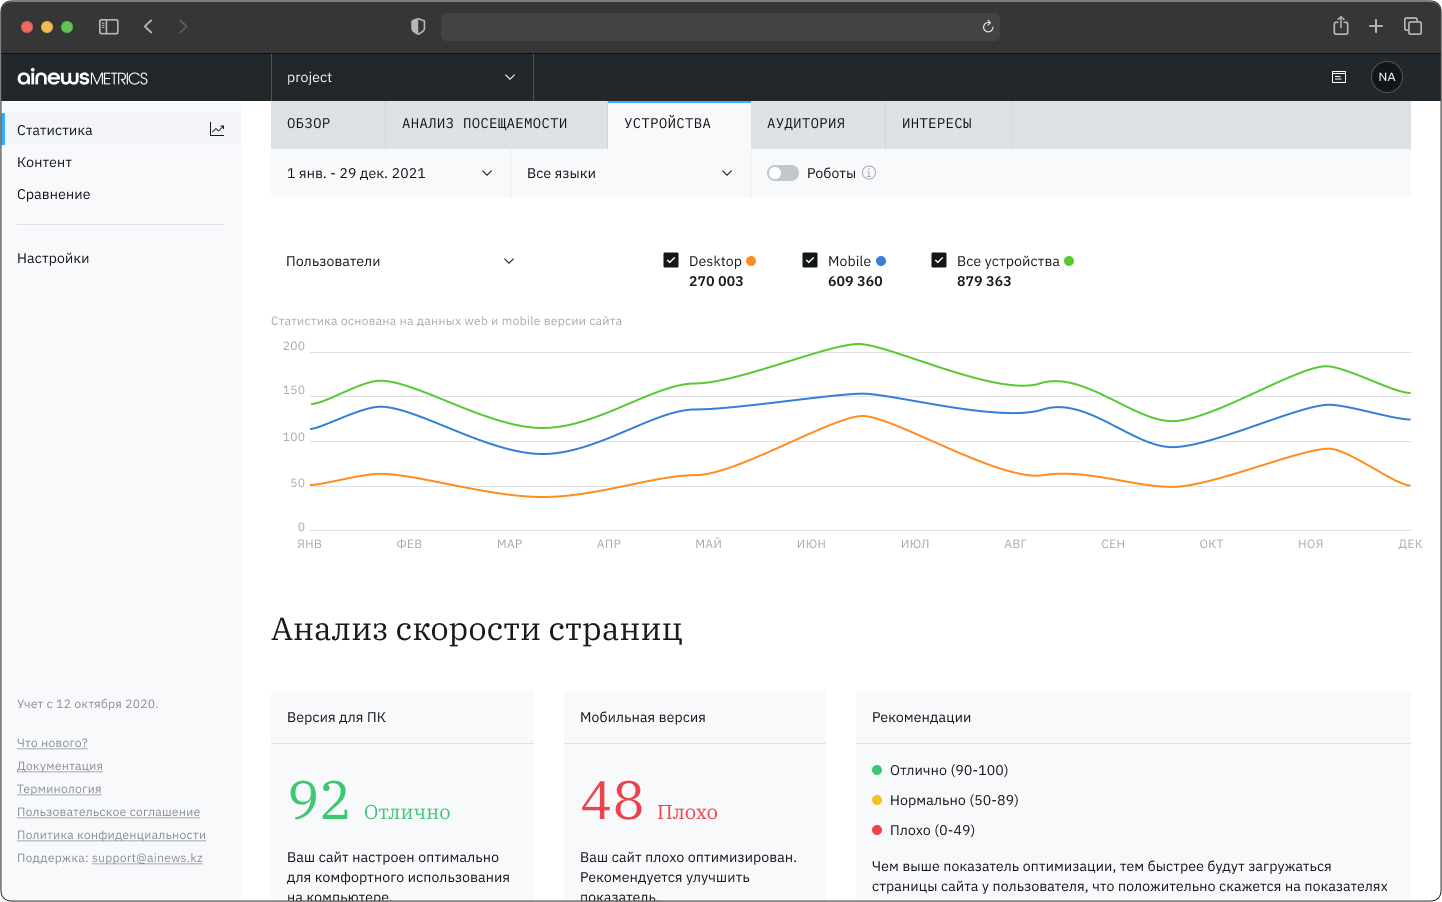 ainewsMETRICS
project
NA
Статистика
Контент
Сравнение
Настройки
ОБЗОР
АНАЛИЗ ПОСЕЩАЕМОСТИ
УСТРОЙСТВА
АУДИТОРИЯ
ИНТЕРЕСЫ
1 янв. - 29 дек. 2021
Все языки
Роботы
Пользователи
Desktop
270 003
Mobile
609 360
Все устройства
879 363
Статистика основана на данных web и mobile версии сайта
200
150
100
50
0
ЯНВ ФЕВ МАР АПР МАЙ ИЮН ИЮЛ АВГ СЕН ОКТ НОЯ ДЕК
Анализ скорости страниц
Версия для ПК
92 Отлично
Ваш сайт настроен оптимально
для комфортного использования
на компьютере.
Мобильная версия
48 Плохо
Ваш сайт плохо оптимизирован.
Рекомендуется улучшить
показатель.
Рекомендации
Отлично (90-100)
Нормально (50-89)
Плохо (0-49)
Чем выше показатель оптимизации, тем быстрее будут загружаться
страницы сайта у пользователя, что положительно скажется на показателях
Учет с 12 октября 2020.
Что нового?
Документация
Терминология
Пользовательское соглашение
Политика конфиденциальности
Поддержка: support@ainews.kz